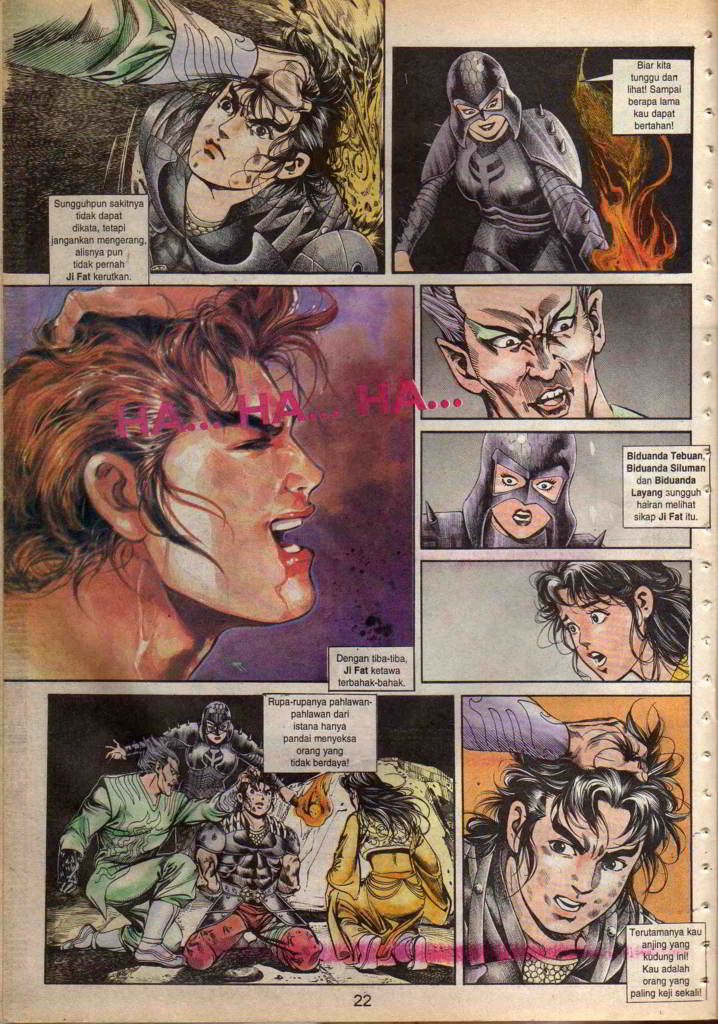 Sungguhpun sakitnya
tidak dapat
dikata, tetapi
jangankan mengerang,
alisnya pun
tidak pernah
Ji Fat kerutkan.
Biar kita
tunggu dan
lihat! Sampai
berapa lama
kau dapat
bertahan!
HA... HA... HA...
Dengan tiba-tiba,
Ji Fat ketawa
terbahak-bahak.
Biduanda Tebuan,
Biduanda Siluman
dan Biduanda
Layang sungguh
hairan melihat
sikap Ji Fat itu.
Rupa-rupanya pahlawan-
pahlawan dari
istana hanya
pandai menyeksa
orang yang
tidak berdaya!
Terutamanya kau
anjing yang
kudung ini!
Kau adalah
orang yang
paling keji sekali!
22